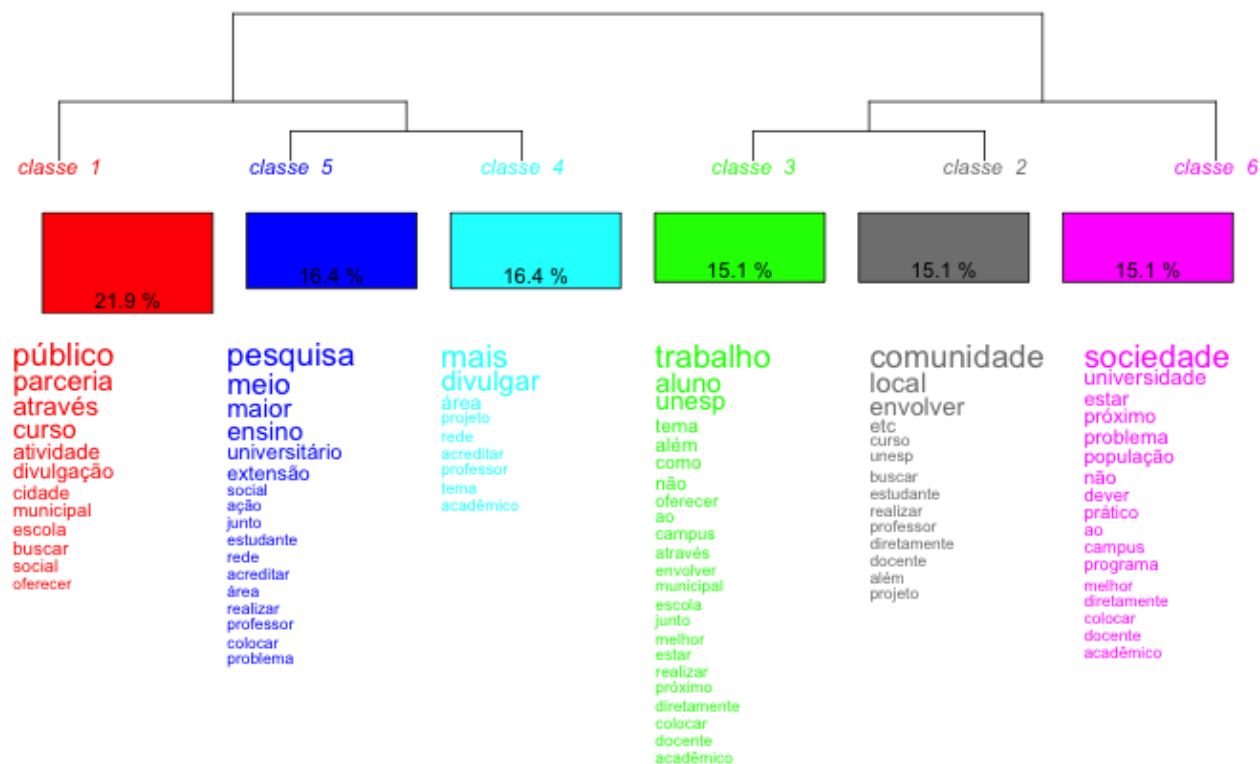 classe 1
classe 5
classe 4
classe 3
classe 2
classe 6
21.9 %
16.4 %
16.4 %
15.1 %
15.1 %
15.1 %
público
parceria
através
curso
atividade
divulgação
cidade
municipal
escola
buscar
social
oferecer
pesquisa
meio
maior
ensino
universitário
extensão
social
ação
junto
estudante
rede
acreditar
área
realizar
professor
colocar
problema
mais
divulgar
área
projeto
rede
acreditar
professor
tema
acadêmico
trabalho
aluno
unesp
tema
além
como
não
oferecer
ao
campus
através
envolver
municipal
escola
junto
melhor
estar
realizar
próximo
diretamente
colocar
docente
acadêmico
comunidade
local
envolver
etc
curso
unesp
buscar
estudante
realizar
professor
diretamente
docente
além
projeto
sociedade
universidade
estar
próximo
problema
população
não
dever
prático
ao
campus
programa
melhor
diretamente
colocar
docente
acadêmico